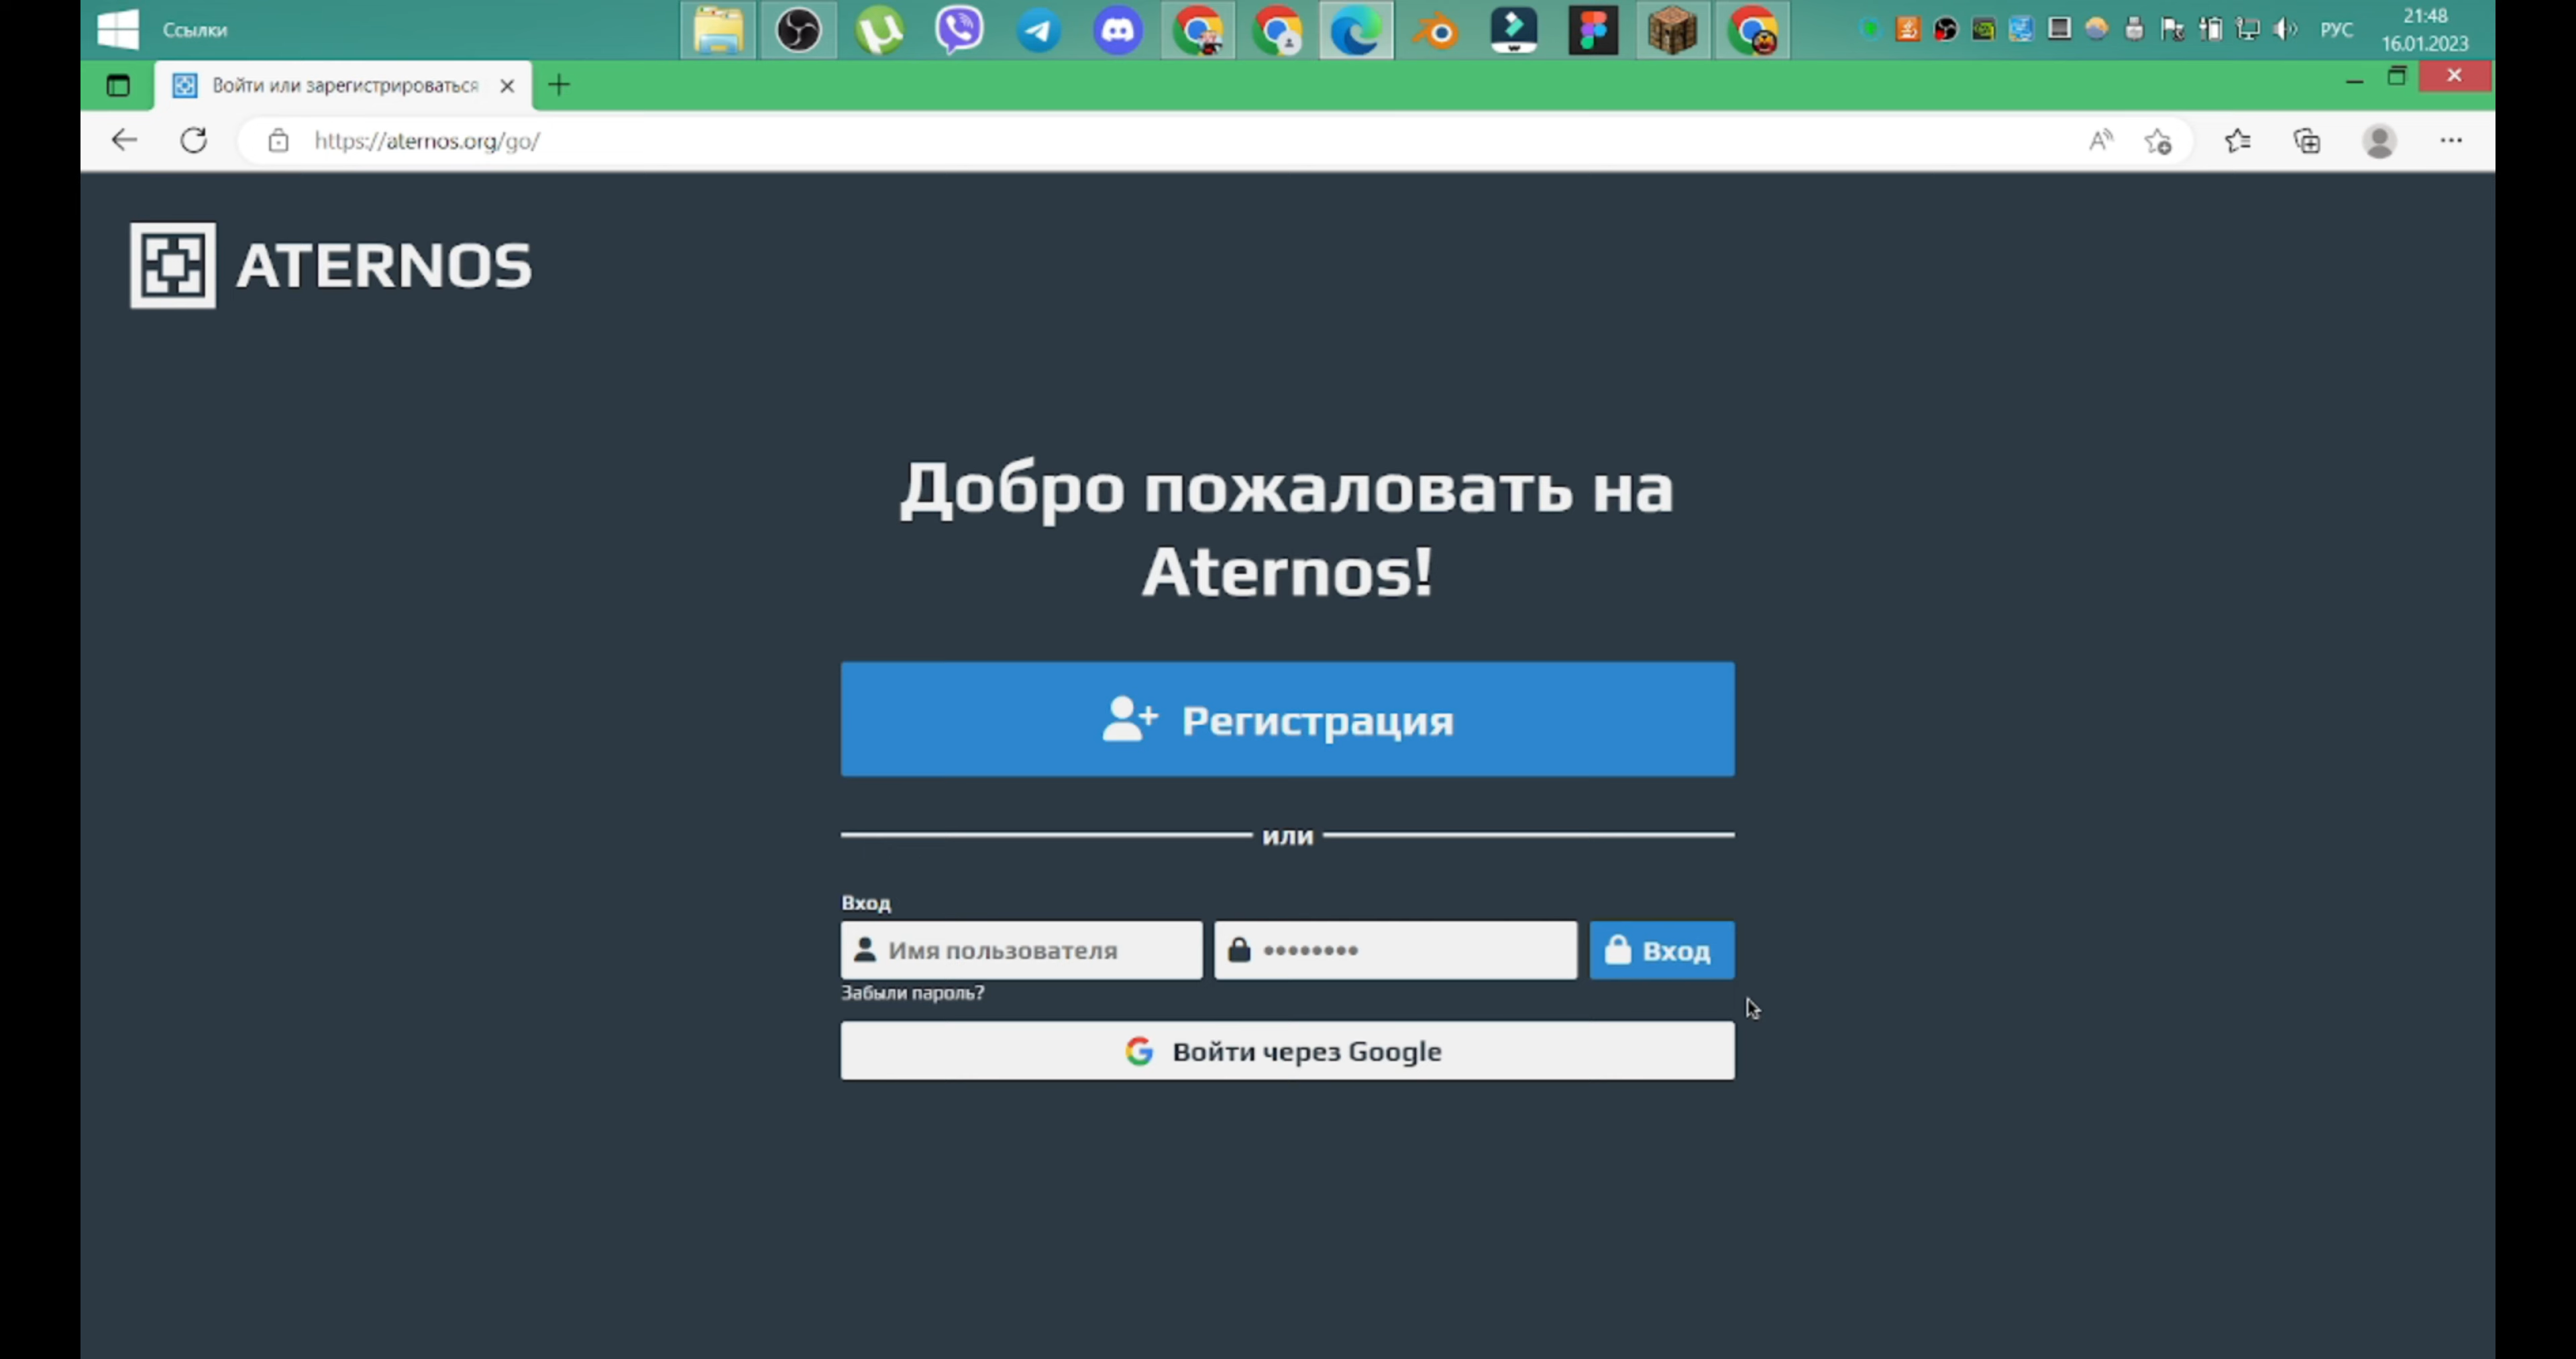 Ссылки
РУС
21:48
16.01.2023
Войти или зарегистрироваться
https://aternos.org/go/
ATERNOS
Добро пожаловать на
Aternos!
Регистрация
или
Вход
Имя пользователя
Вход
Забыли пароль?
Войти через Google